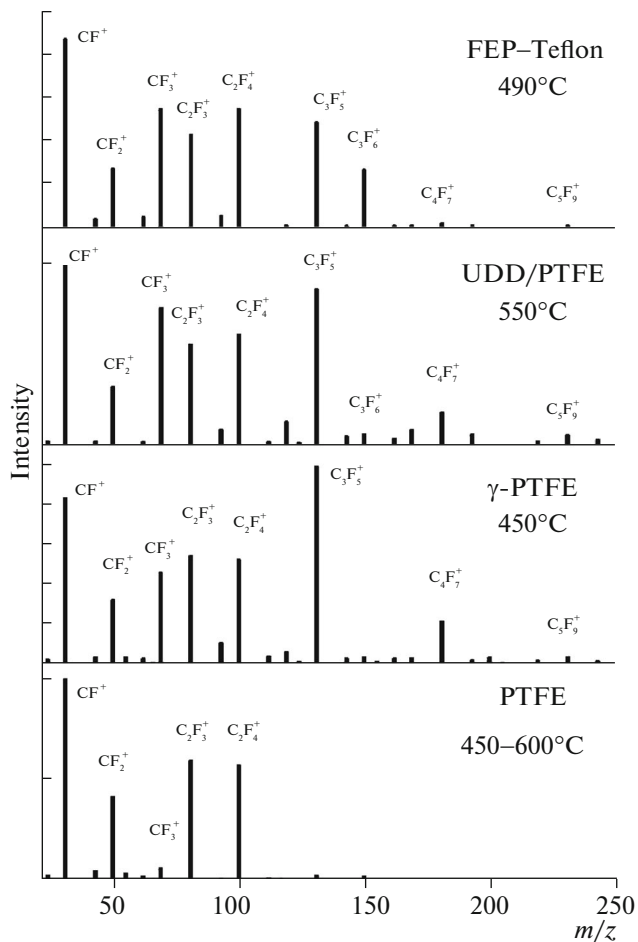 FEP–Teflon
490°C
CF⁺
CF₂⁺
CF₃⁺
C₂F₃⁺
C₂F₄⁺
C₃F₅⁺
C₃F₆⁺
C₄F₇⁺
C₅F₉⁺
UDD/PTFE
550°C
CF⁺
CF₂⁺
CF₃⁺
C₂F₃⁺
C₂F₄⁺
C₃F₅⁺
C₃F₆⁺
C₄F₇⁺
C₅F₉⁺
Intensity
γ-PTFE
450°C
CF⁺
CF₂⁺
CF₃⁺
C₂F₃⁺
C₂F₄⁺
C₃F₅⁺
C₄F₇⁺
C₅F₉⁺
PTFE
450–600°C
CF⁺
CF₂⁺
CF₃⁺
C₂F₃⁺
C₂F₄⁺
50 100 150 200 250
m/z